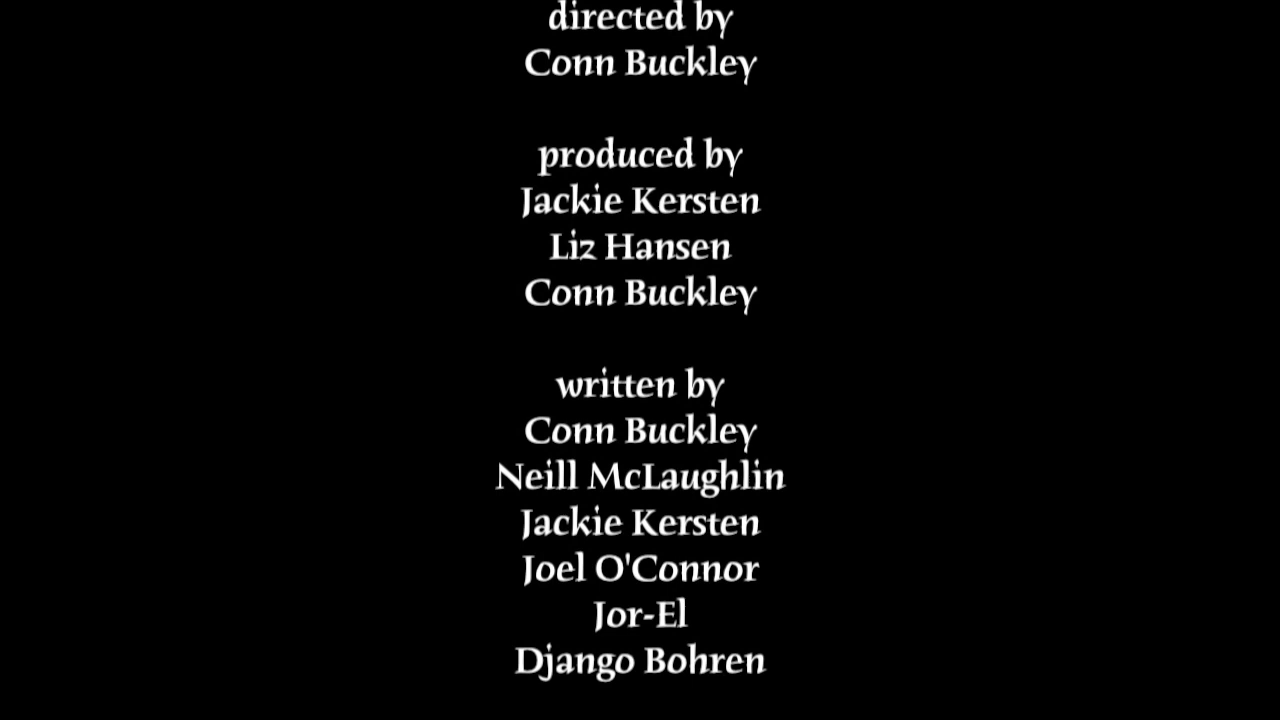 directed by
Conn Buckley
produced by
Jackie Kersten
Liz Hansen
Conn Buckley
written by
Conn Buckley
Neill McLaughlin
Jackie Kersten
Joel O'Connor
Jor-El
Django Bohren